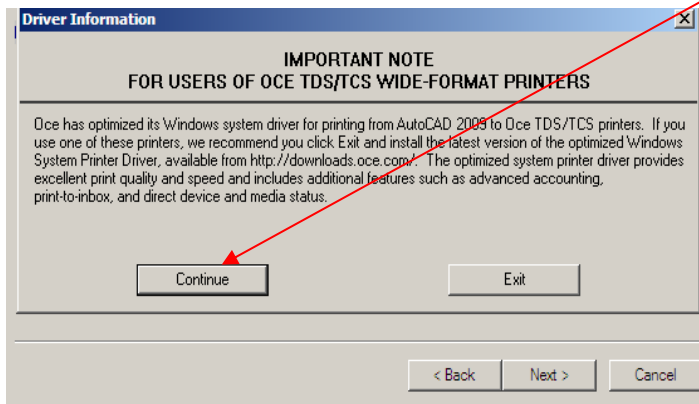 Driver Information
IMPORTANT NOTE
FOR USERS OF OCE TDS/TCS WIDE-FORMAT PRINTERS
Oce has optimized its Windows system driver for printing from AutoCAD 2009 to Oce TDS/TCS printers. If you
use one of these printers, we recommend you click Exit and install the latest version of the optimized Windows
System Printer Driver, available from http://downloads.oce.com/. The optimized system printer driver provides
excellent print quality and speed and includes additional features such as advanced accounting,
print-to-inbox, and direct device and media status.
Continue
Exit
< Back
Next >
Cancel